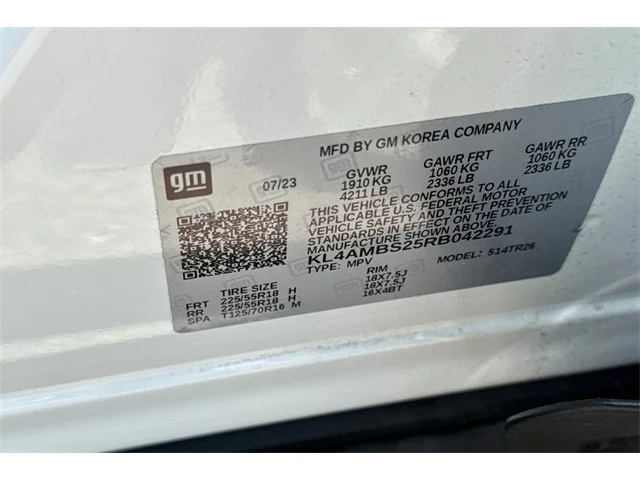 MFD BY GM KOREA COMPANY
gm
07/23
GVWR GAWR FRT GAWR RR
1910 KG 1060 KG 1060 KG
4211 LB 2336 LB 2336 LB
THIS VEHICLE CONFORMS TO ALL
APPLICABLE U.S. FEDERAL MOTOR
VEHICLE SAFETY AND THEFT PREVENTION
STANDARDS IN EFFECT ON THE DATE OF
MANUFACTURE SHOWN ABOVE.
KL4AMBS25RB042291
TYPE: MPV MODEL: 514TR26
TIRE SIZE RIM
FRT 225/55R18 H 18X7.5J
RR 225/55R18 H 18X7.5J
SPA T125/70R16 M 16X4BT